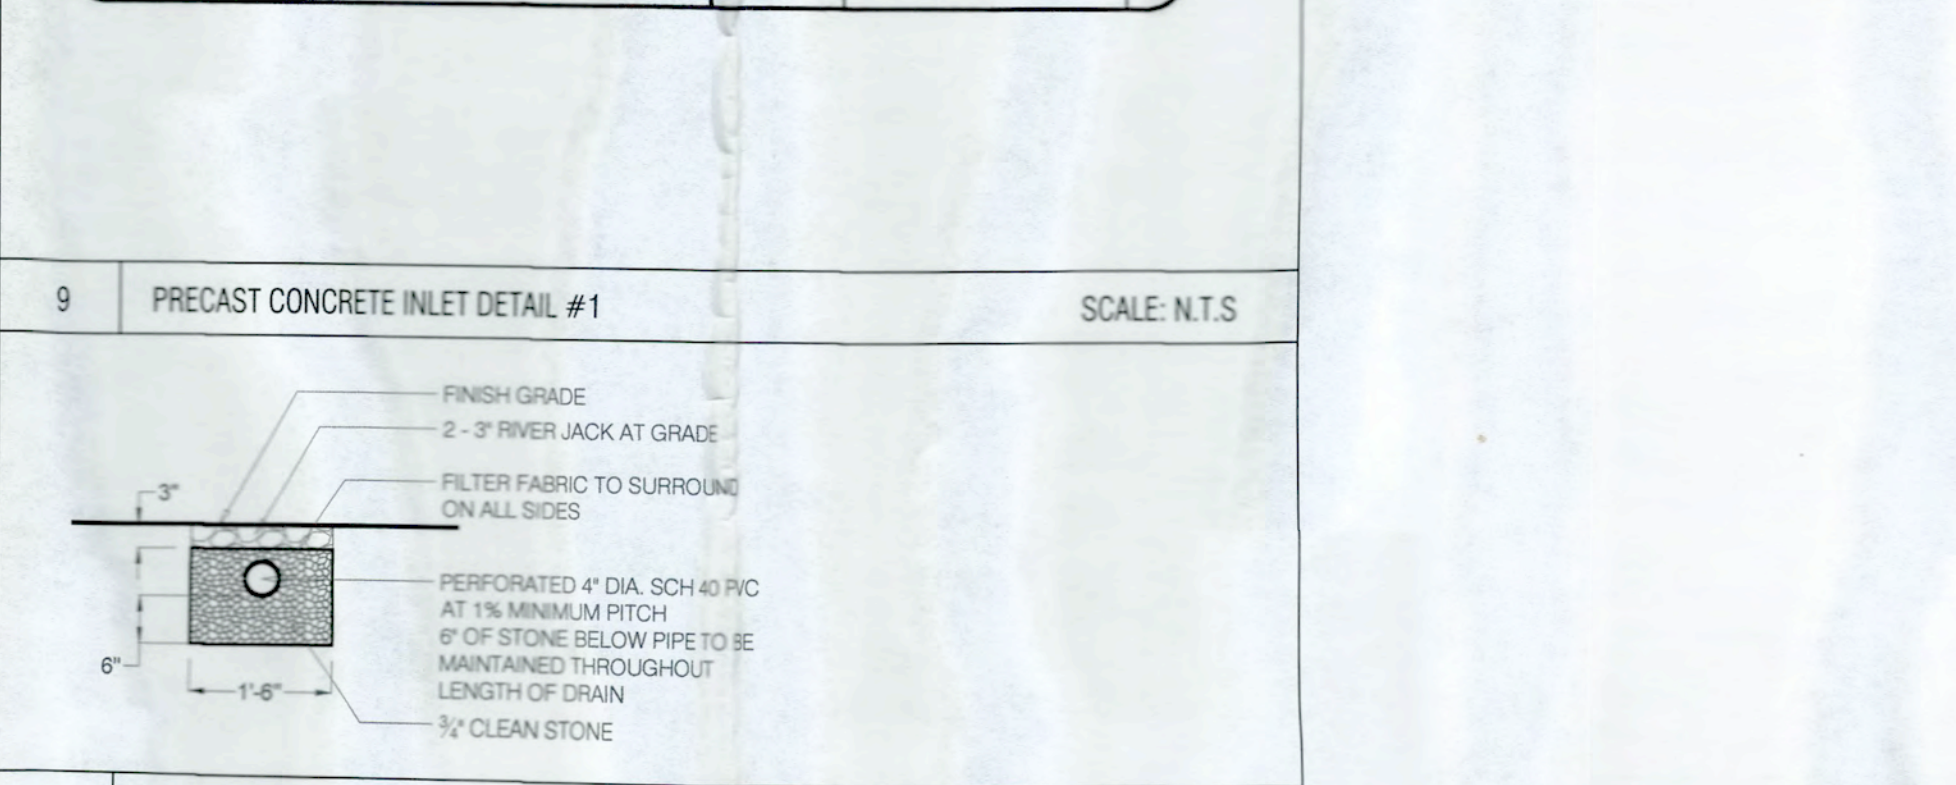 9 PRECAST CONCRETE INLET DETAIL #1 SCALE: N.T.S
FINISH GRADE
2 - 3" RIVER JACK AT GRADE
FILTER FABRIC TO SURROUND
ON ALL SIDES
3"
PERFORATED 4" DIA. SCH 40 PVC
AT 1% MINIMUM PITCH
6" OF STONE BELOW PIPE TO BE
MAINTAINED THROUGHOUT
LENGTH OF DRAIN
6"
1'-6"
¾" CLEAN STONE